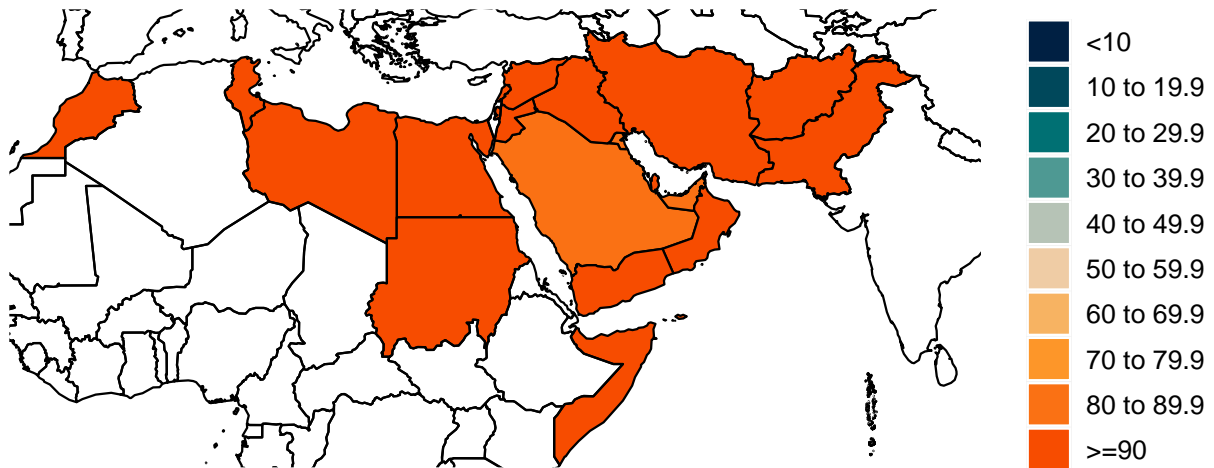 <10
10 to 19.9
20 to 29.9
30 to 39.9
40 to 49.9
50 to 59.9
60 to 69.9
70 to 79.9
80 to 89.9
>=90